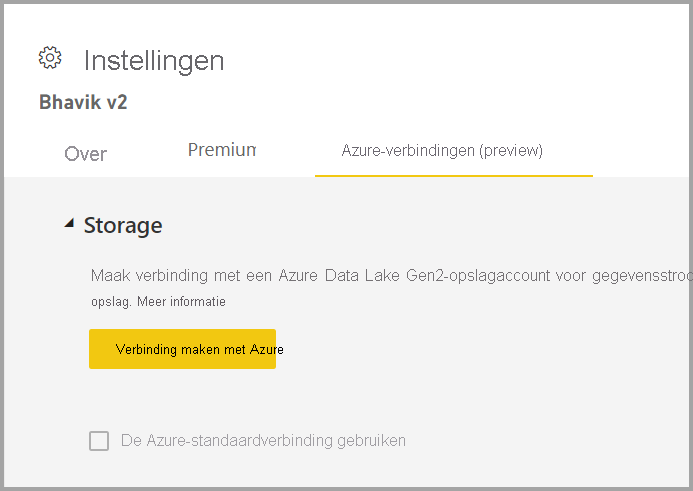 Instellingen
Bhavik v2
Over Premium Azure-verbindingen (preview)
Storage
Maak verbinding met een Azure Data Lake Gen2-opslagaccount voor
opslag. Meer informatie
Verbinding maken met Azure
De Azure-standaardverbinding gebruiken